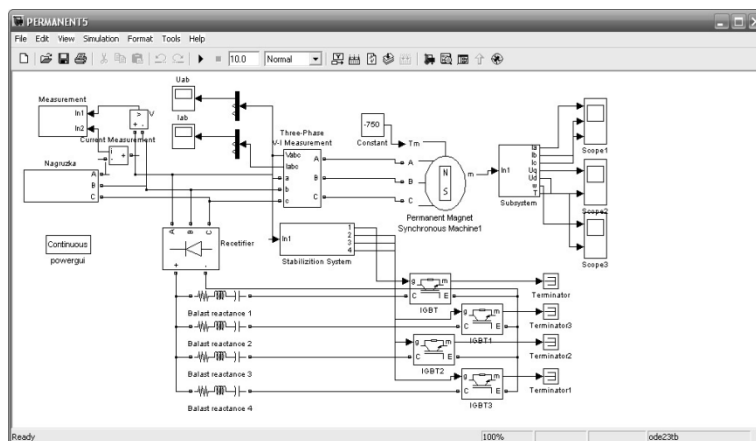 PERMANENT5
File Edit View Simulation Format Tools Help
10.0 Normal
Uab
Iab
Measurement
In1
In2
V
Current Measurement
i
Nagruzka
A
B
C
Three-Phase
V-I Measurement
Vabc
Iabc
a
b
c
A
B
C
-750
Constant
Tm
A
B
C
N
S
m
Permanent Magnet
Synchronous Machine1
In1
Subsystem
Ia
Ib
Ic
Uq
Ud
w
T
Scope1
Scope2
Scope3
Continuous
powergui
A
B
C
+
-
Recetifier
In1
1
2
3
4
Stabilizition System
Balast reactance 1
Balast reactance 2
Balast reactance 3
Balast reactance 4
g m
C E
IGBT
g m
C E
IGBT1
g m
C E
IGBT2
g m
C E
IGBT3
Terminator
Terminator3
Terminator2
Terminator1
Ready 100% ode23tb